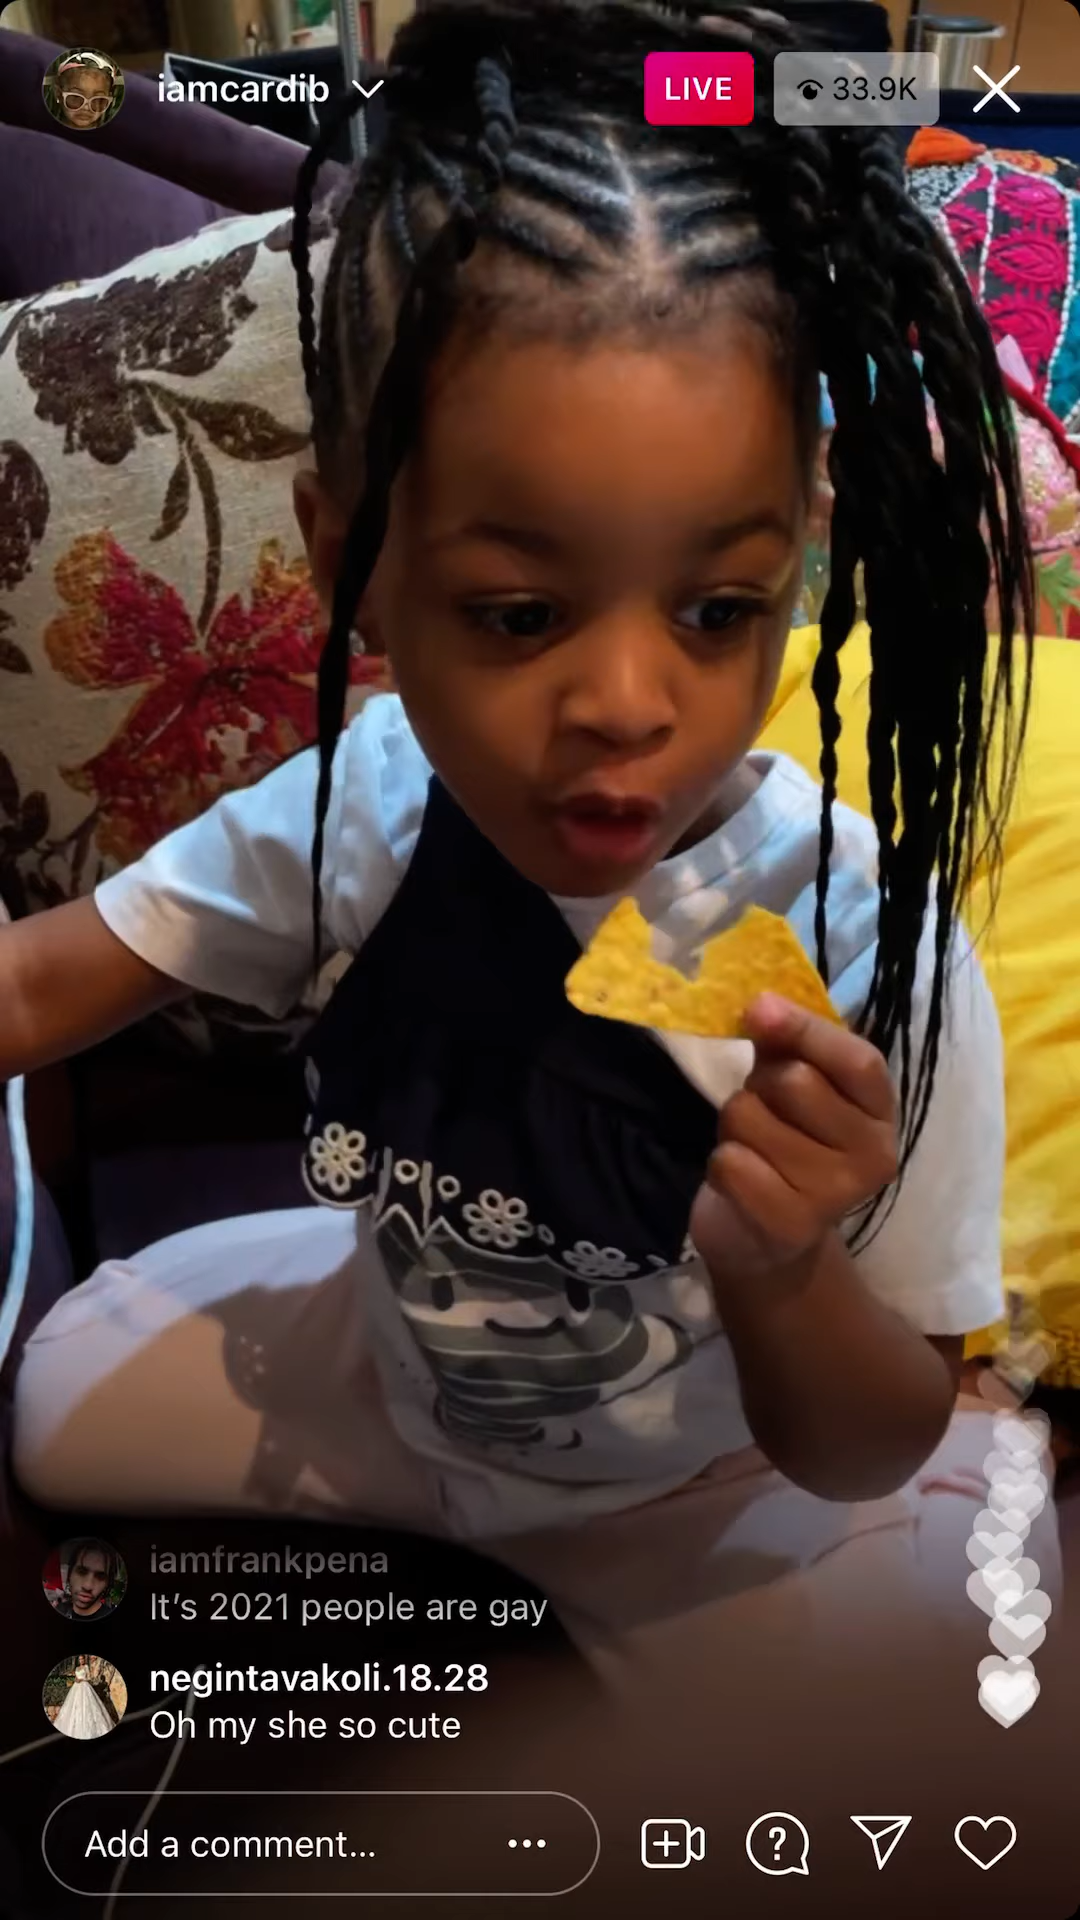 iamcardib
LIVE
33.9K
iamfrankpena
It’s 2021 people are gay
negintavakoli.18.28
Oh my she so cute
Add a comment...